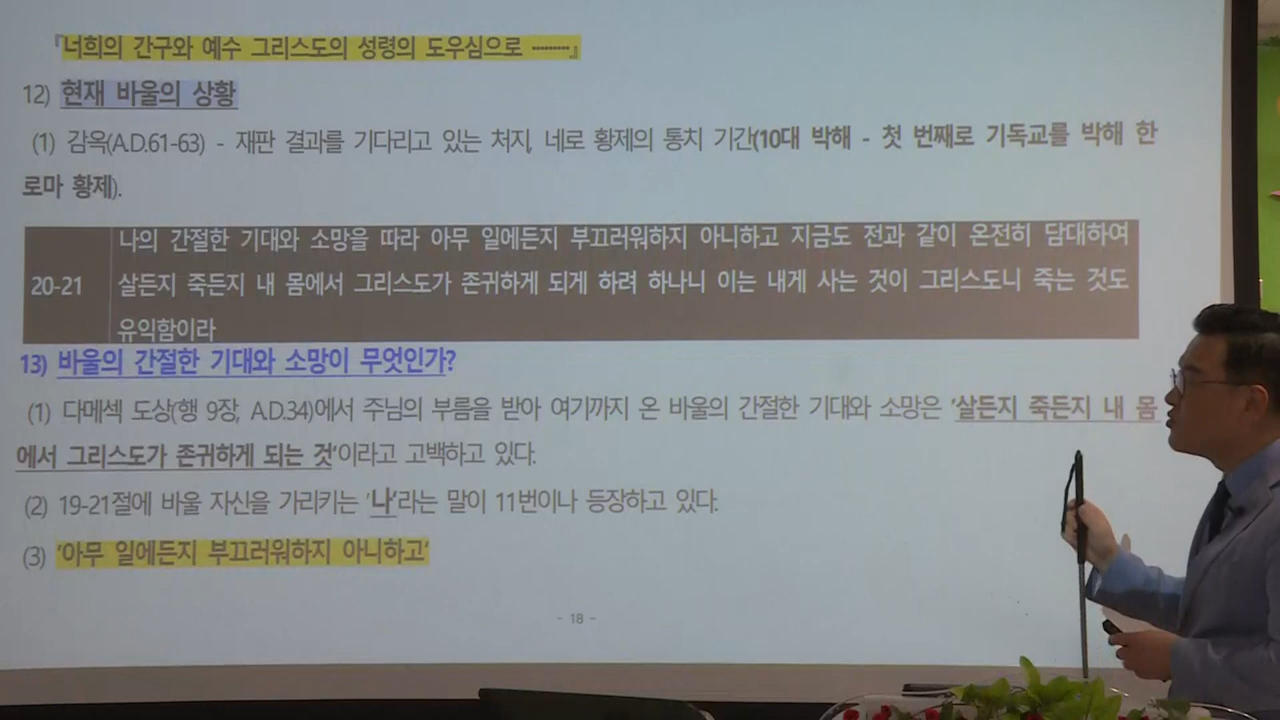 『너희의 간구와 예수 그리스도의 성령의 도우심으로 ┅┅┅』
12) 현재 바울의 상황
(1) 감옥(A.D.61-63) - 재판 결과를 기다리고 있는 처지, 네로 황제의 통치 기간(10대 박해 - 첫 번째로 기독교를 박해 한
로마 황제).
나의 간절한 기대와 소망을 따라 아무 일에든지 부끄러워하지 아니하고 지금도 전과 같이 온전히 담대하여
20-21 살든지 죽든지 내 몸에서 그리스도가 존귀하게 되게 하려 하나니 이는 내게 사는 것이 그리스도니 죽는 것도
유익함이라
13) 바울의 간절한 기대와 소망이 무엇인가?
(1) 다메섹 도상(행 9장, A.D.34)에서 주님의 부름을 받아 여기까지 온 바울의 간절한 기대와 소망은 '살든지 죽든지 내 몸
에서 그리스도가 존귀하게 되는 것'이라고 고백하고 있다.
(2) 19-21절에 바울 자신을 가리키는 '나'라는 말이 11번이나 등장하고 있다.
(3) '아무 일에든지 부끄러워하지 아니하고'
- 18 -